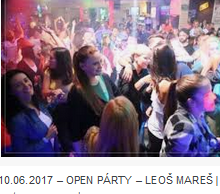 10.06.2017 – OPEN PÁRTY – LEOŠ MAREŠ |